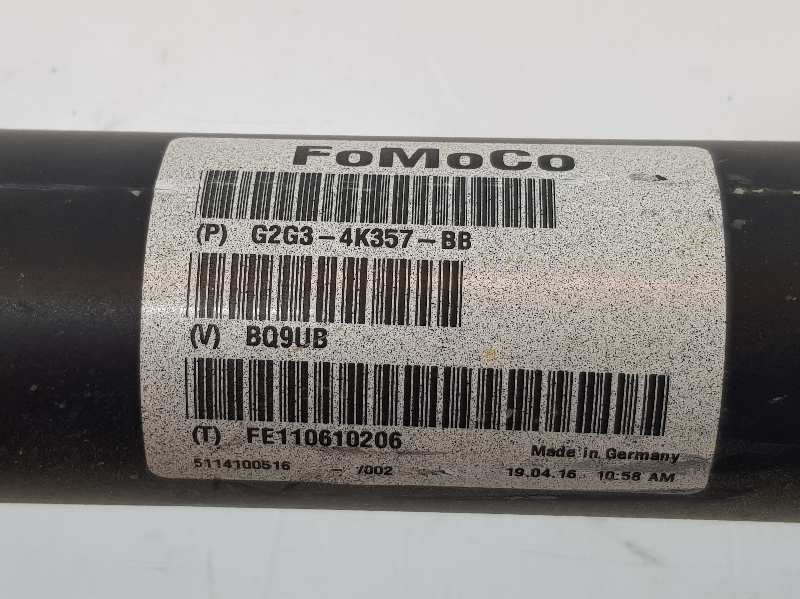 FoMoCo
(P) G2G3-4K357-BB
(V) BQ9UB
(T) FE110610206
Made in Germany
5114100516 - /002 19.04.16 10:58 AM